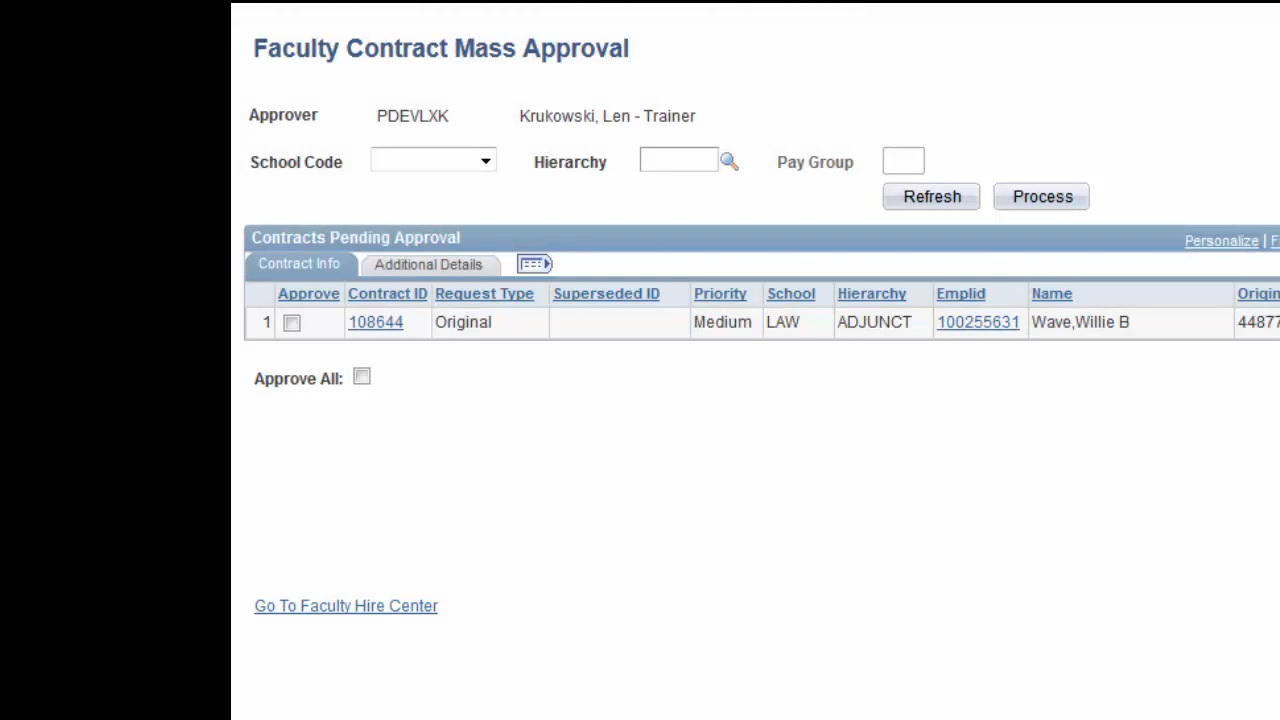 Faculty Contract Mass Approval
Approver PDEVLXK Krukowski, Len - Trainer
School Code Hierarchy Pay Group
Refresh Process
Contracts Pending Approval Personalize | F
Contract Info Additional Details
Approve Contract ID Request Type Superseded ID Priority School Hierarchy Emplid Name Origin
1 108644 Original Medium LAW ADJUNCT 100255631 Wave,Willie B 44877
Approve All:
Go To Faculty Hire Center